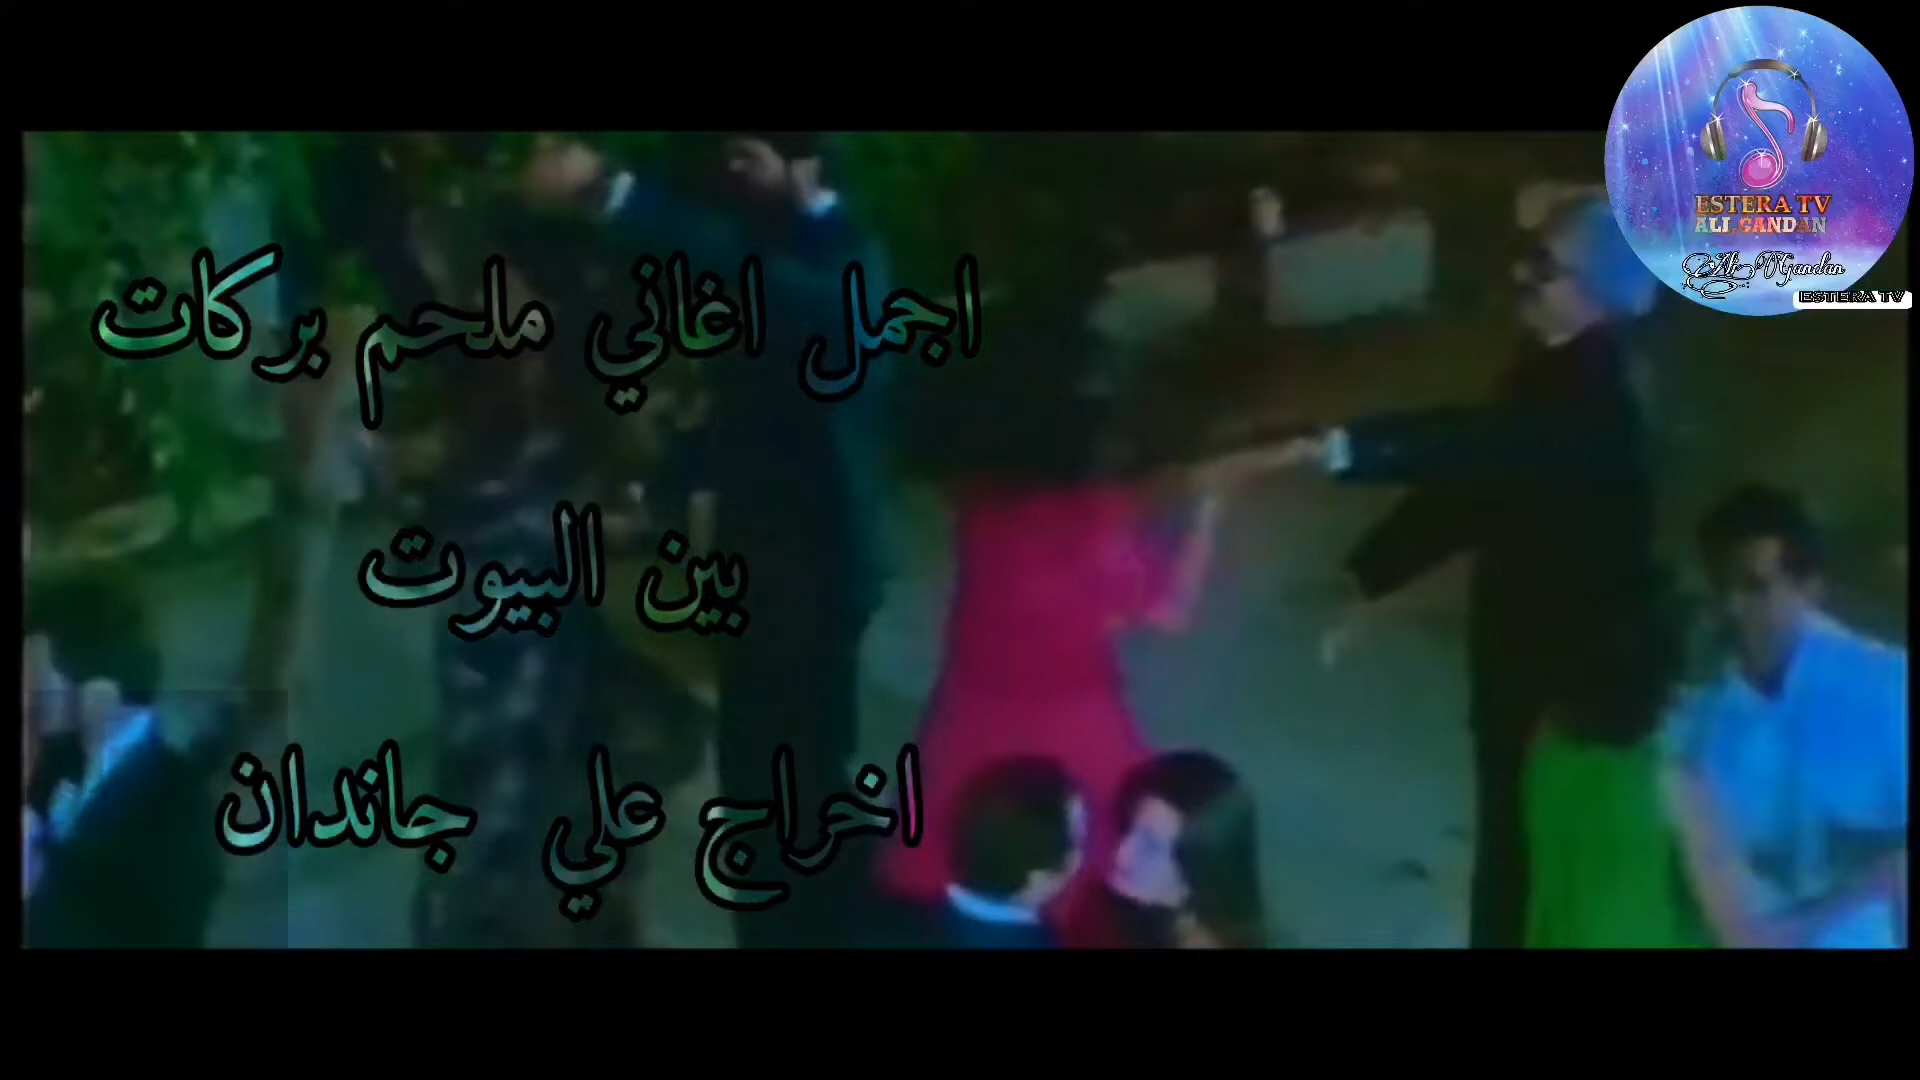 اجمل اغاني ملحم بركات
بين البيوت
اخراج علي جاندان
ESTERA TV
ALI GANDAN
Ali Gandan
ESTERA TV